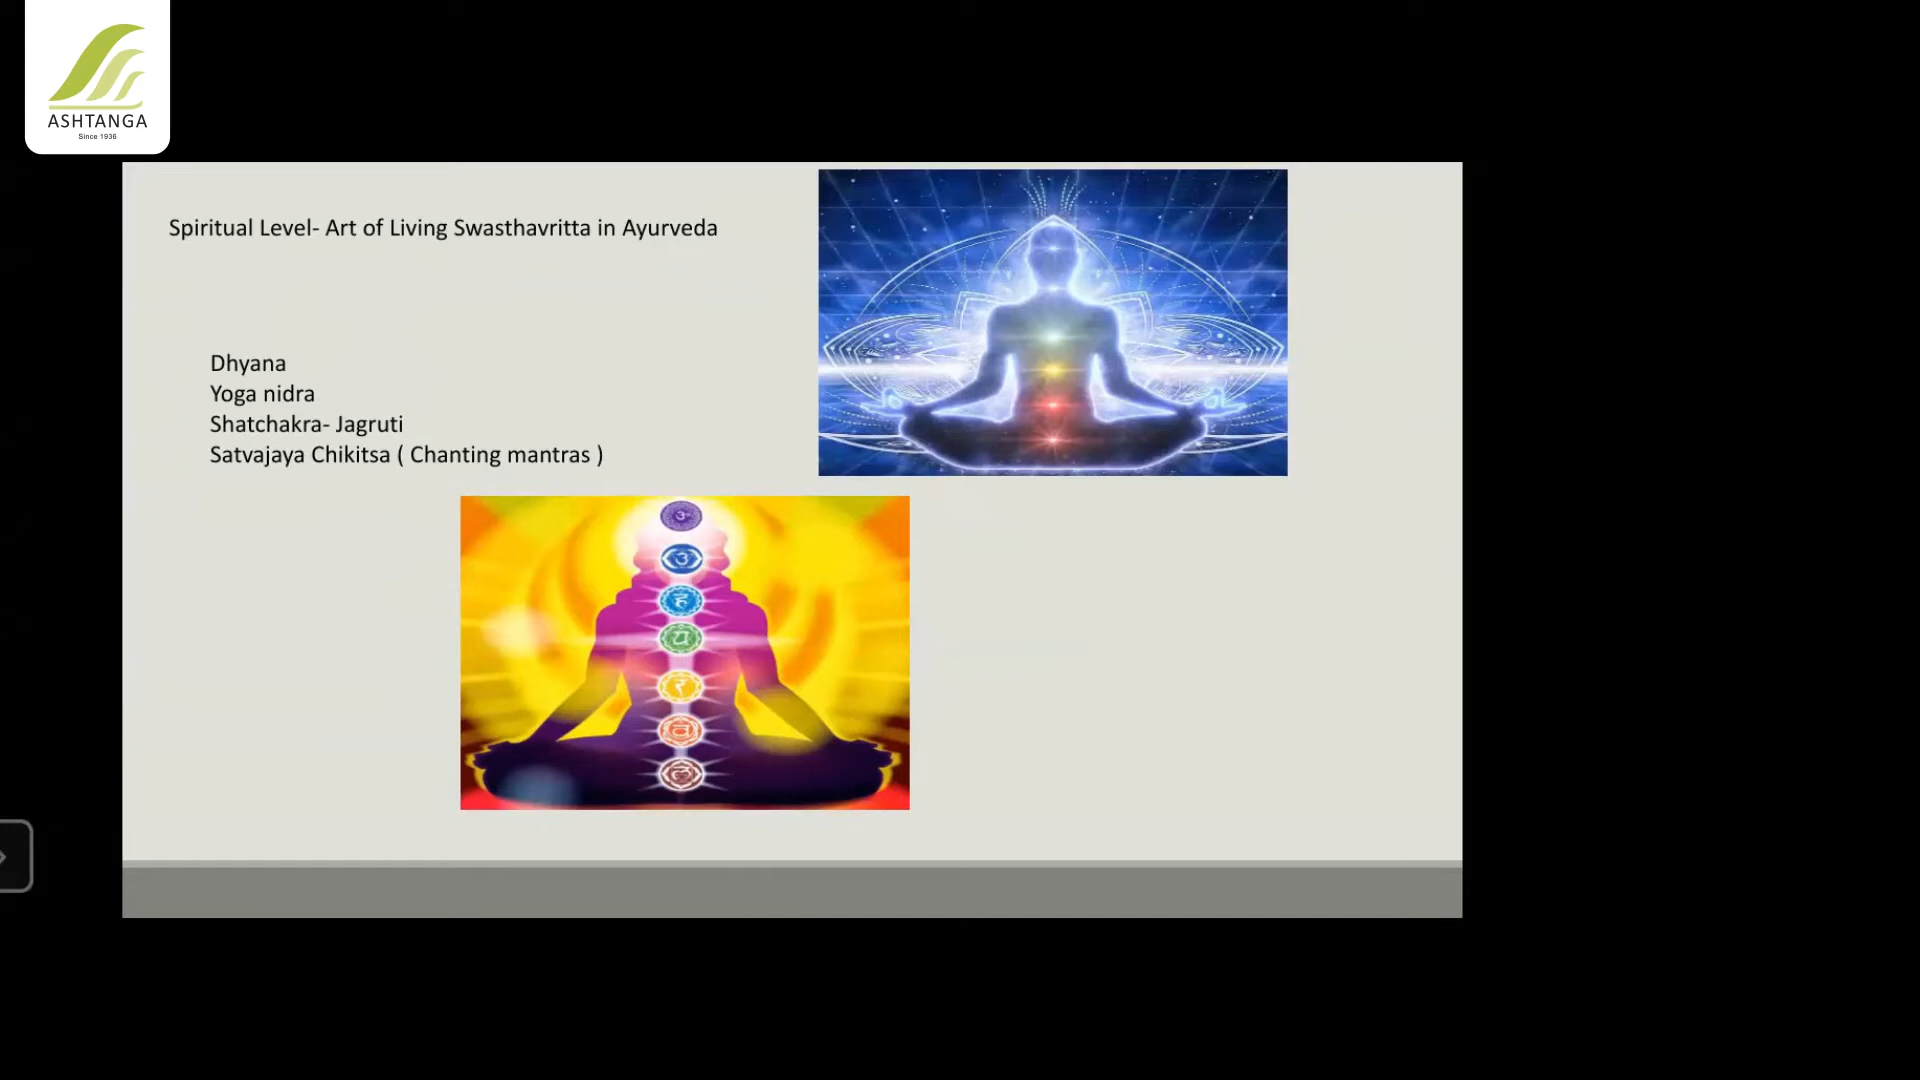 ASHTANGA
Since 1936
Spiritual Level- Art of Living Swasthavritta in Ayurveda
Dhyana
Yoga nidra
Shatchakra- Jagruti
Satvajaya Chikitsa ( Chanting mantras )
ह
य
र